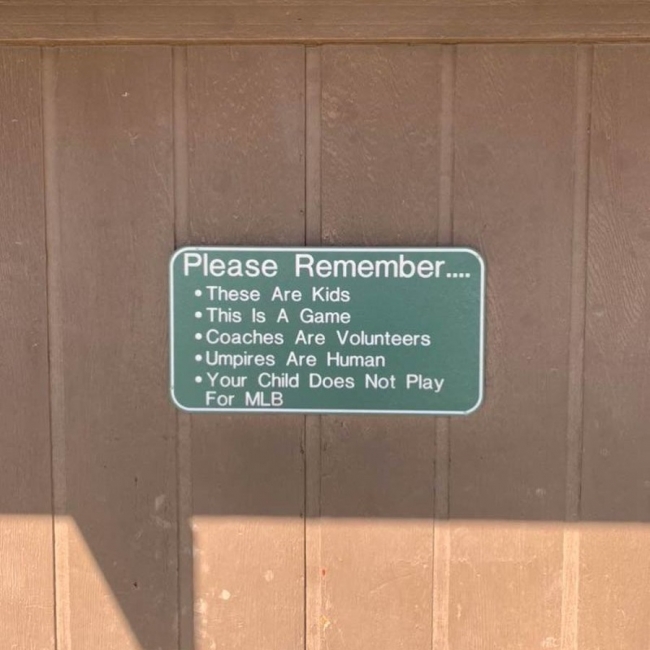 Please Remember....
•These Are Kids
•This Is A Game
•Coaches Are Volunteers
•Umpires Are Human
•Your Child Does Not Play
For MLB